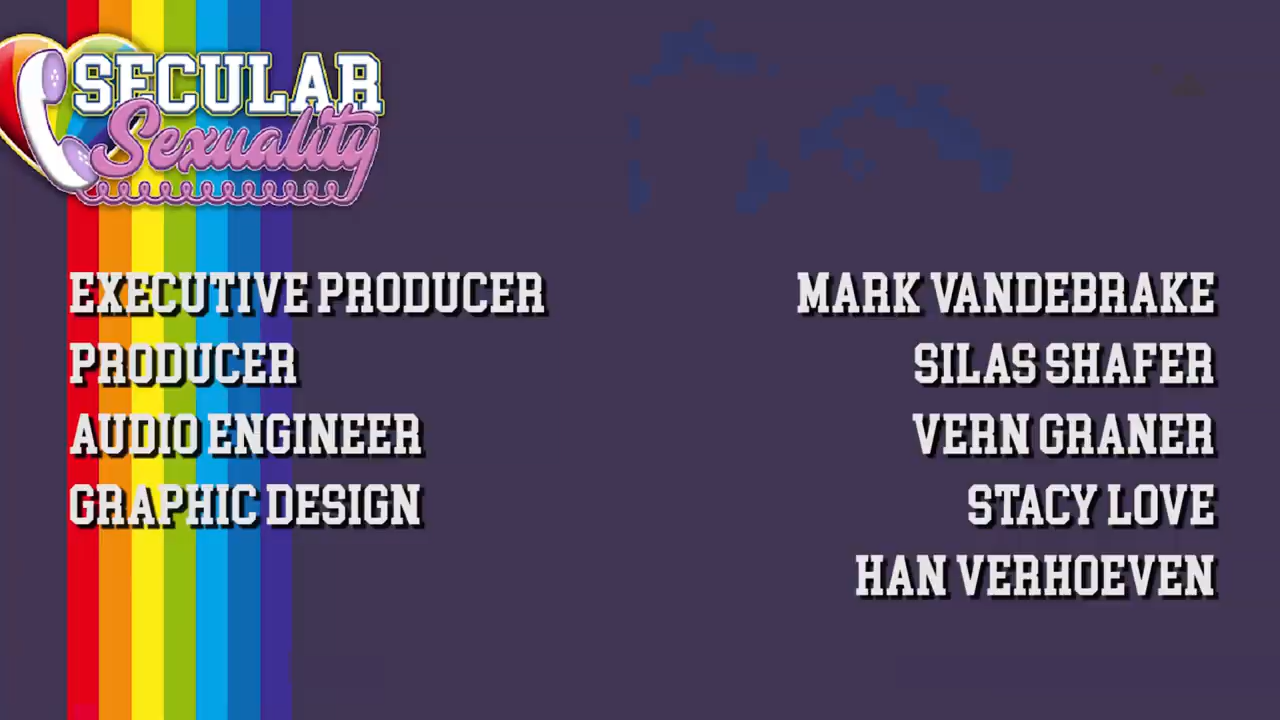 SECULAR
Sexuality
EXECUTIVE PRODUCER MARK VANDEBRAKE
PRODUCER SILAS SHAFER
AUDIO ENGINEER VERN GRANER
GRAPHIC DESIGN STACY LOVE
HAN VERHOEVEN